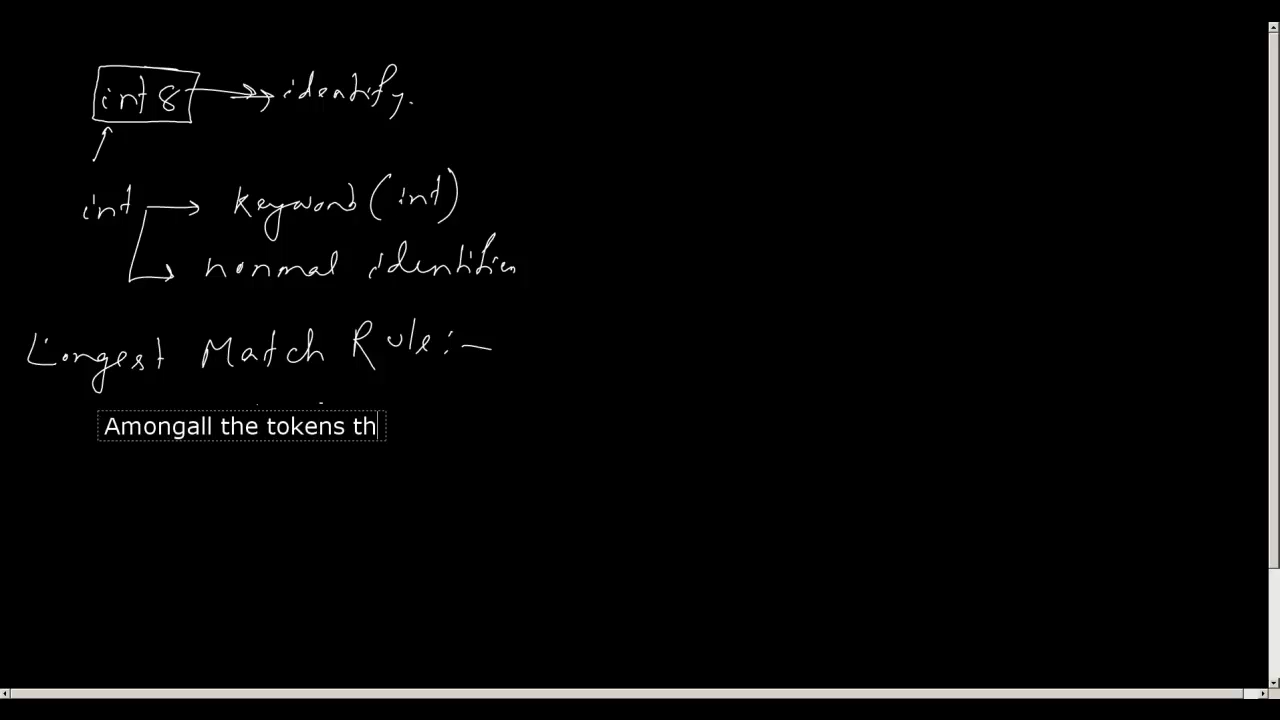 int 8 identify.
int keyword (int)
normal identifier
Longest Match Rule:-
Amongall the tokens th